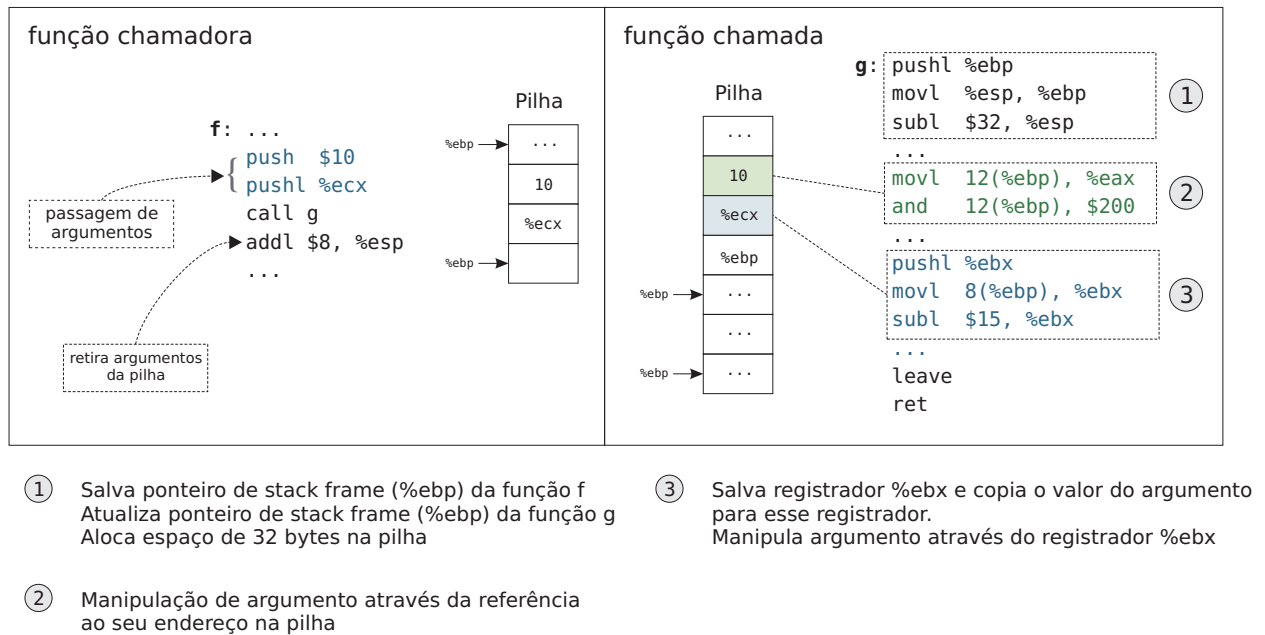 função chamadora
f: ...
push  $10
pushl %ecx
call g
addl $8, %esp
...
passagem de
argumentos
retira argumentos
da pilha
Pilha
%ebp
...
10
%ecx
%ebp
função chamada
Pilha
...
10
%ecx
%ebp
%ebp
...
...
%ebp
...
g: pushl %ebp
movl  %esp, %ebp
subl  $32, %esp
1
...
movl  12(%ebp), %eax
and   12(%ebp), $200
2
...
pushl %ebx
movl  8(%ebp), %ebx
subl  $15, %ebx
3
...
leave
ret
1 Salva ponteiro de stack frame (%ebp) da função f
Atualiza ponteiro de stack frame (%ebp) da função g
Aloca espaço de 32 bytes na pilha
2 Manipulação de argumento através da referência
ao seu endereço na pilha
3 Salva registrador %ebx e copia o valor do argumento
para esse registrador.
Manipula argumento através do registrador %ebx